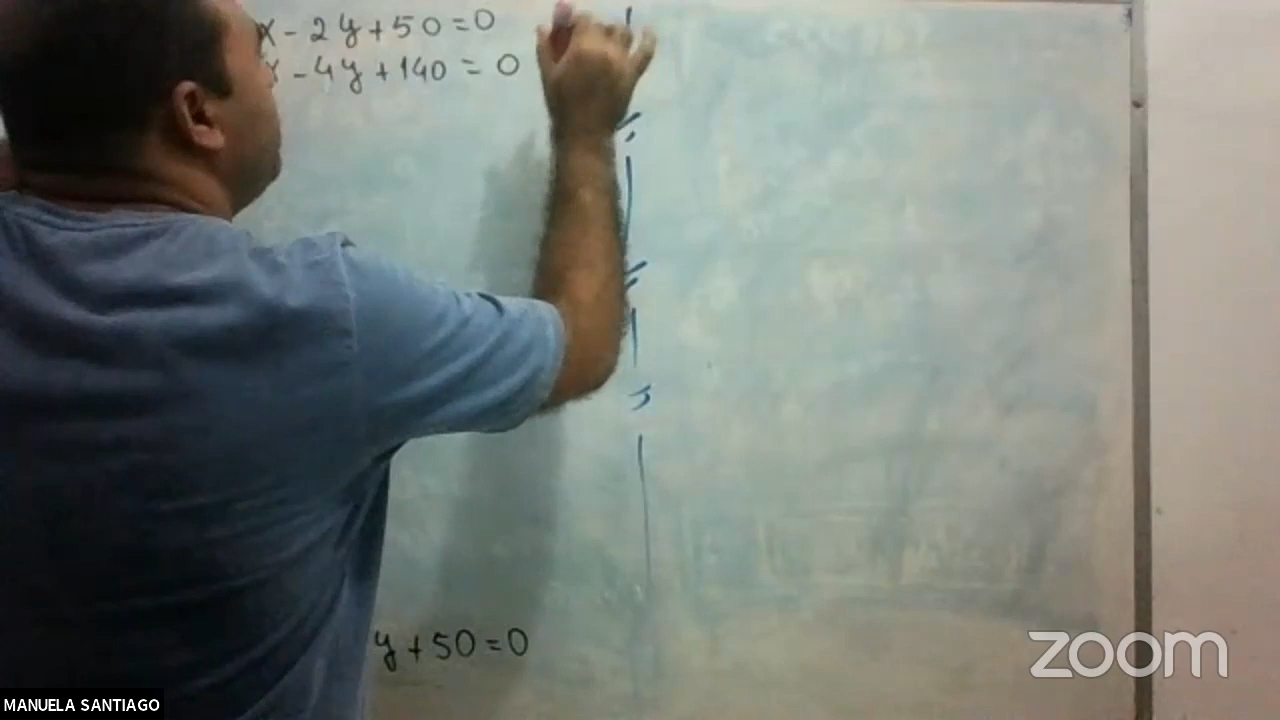 x - 2y + 50 = 0
x - 4y + 140 = 0
y + 50 = 0
zoom
MANUELA SANTIAGO